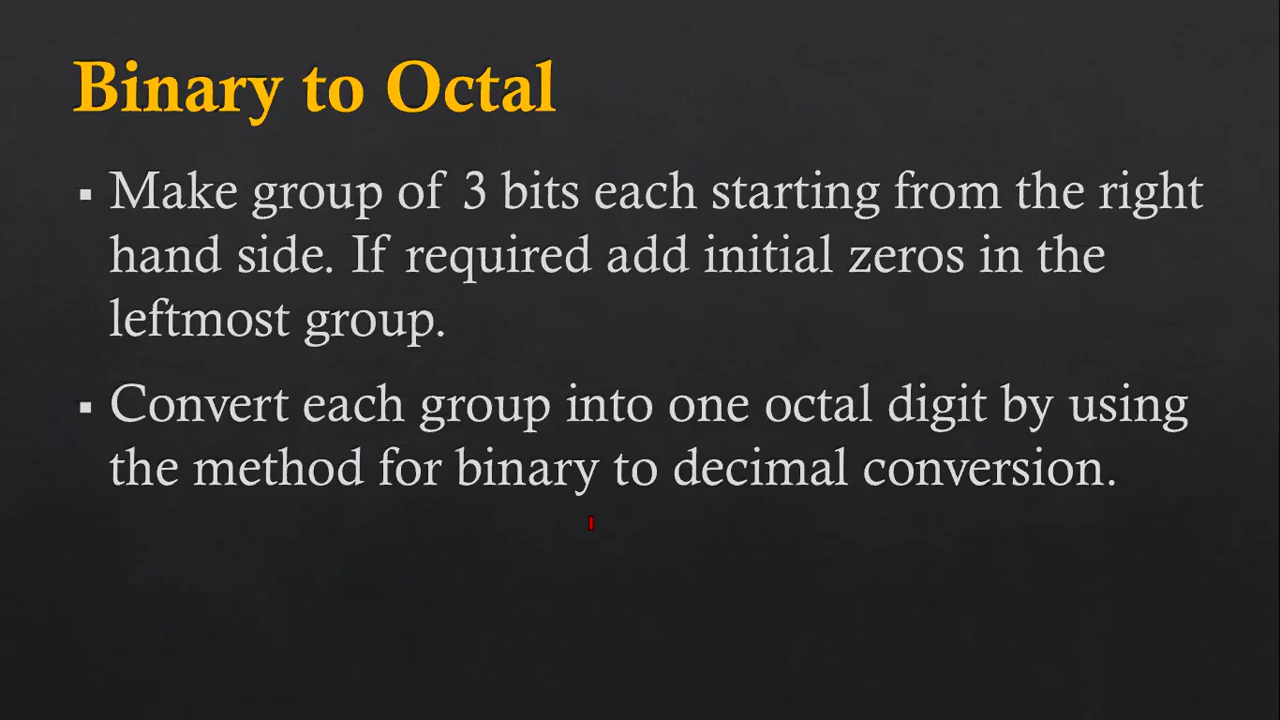 Binary to Octal
▪ Make group of 3 bits each starting from the right
hand side. If required add initial zeros in the
leftmost group.
▪ Convert each group into one octal digit by using
the method for binary to decimal conversion.